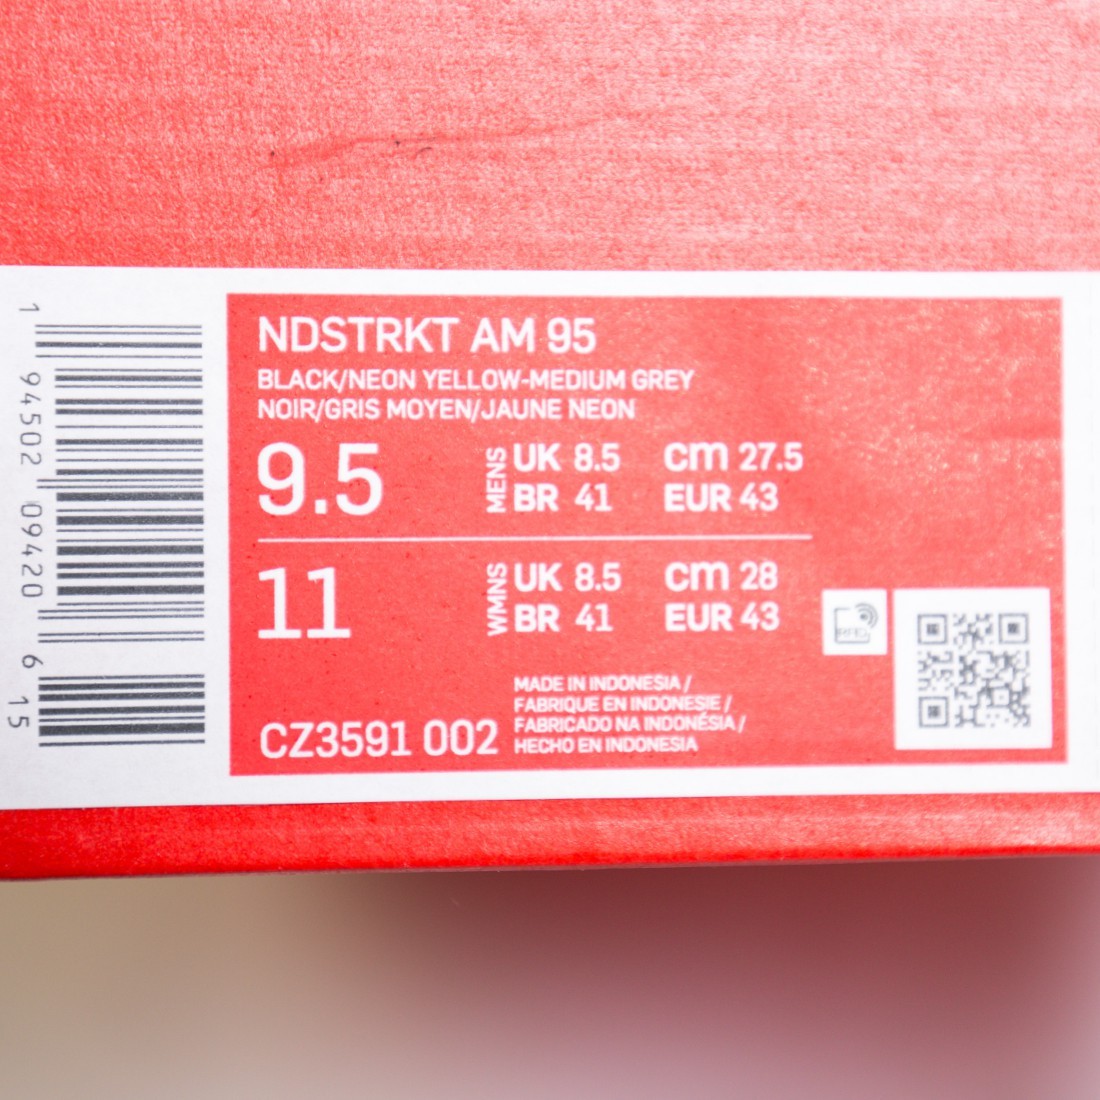 NDSTRKT AM 95
BLACK/NEON YELLOW-MEDIUM GREY
NOIR/GRIS MOYEN/JAUNE NEON
9.5 MENS UK 8.5 CM 27.5
BR 41 EUR 43
11 WMNS UK 8.5 CM 28
BR 41 EUR 43
MADE IN INDONESIA /
FABRIQUE EN INDONESIE /
FABRICADO NA INDONÉSIA /
HECHO EN INDONESIA
CZ3591 002
RFID
1 94502 09420 6 15